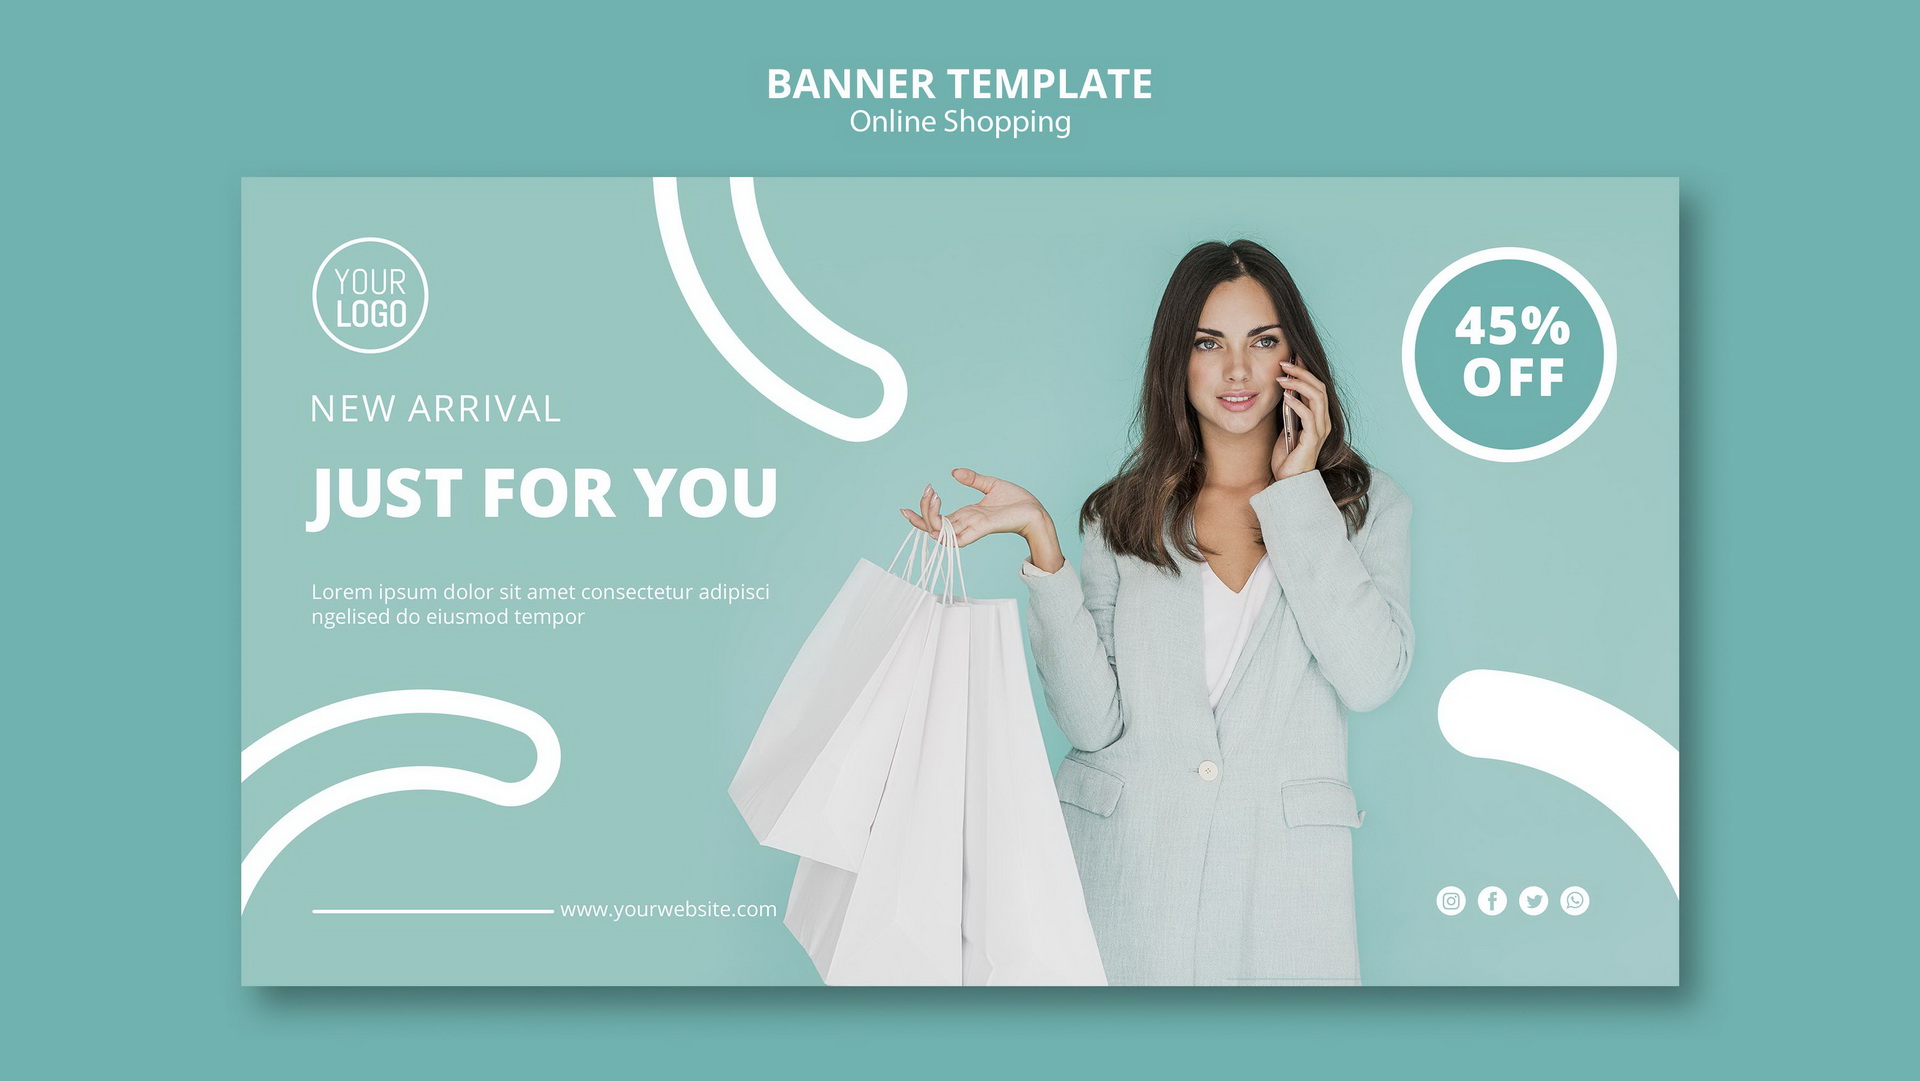 BANNER TEMPLATE
Online Shopping
YOUR
LOGO
NEW ARRIVAL
JUST FOR YOU
Lorem ipsum dolor sit amet consectetur adipisci
ngelised do eiusmod tempor
www.yourwebsite.com
45%
OFF